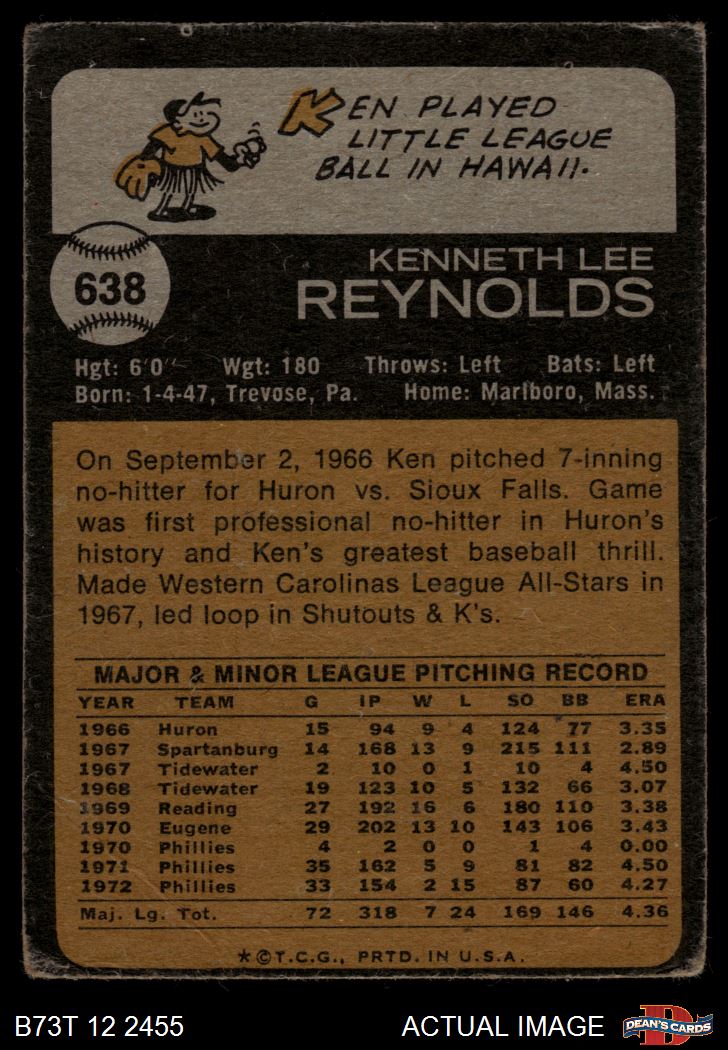 KEN PLAYED
LITTLE LEAGUE
BALL IN HAWAII.
638
KENNETH LEE
REYNOLDS
Hgt: 6'0" Wgt: 180 Throws: Left Bats: Left
Born: 1-4-47, Trevose, Pa. Home: Marlboro, Mass.
On September 2, 1966 Ken pitched 7-inning
no-hitter for Huron vs. Sioux Falls. Game
was first professional no-hitter in Huron's
history and Ken's greatest baseball thrill.
Made Western Carolinas League All-Stars in
1967, led loop in Shutouts & K's.
MAJOR & MINOR LEAGUE PITCHING RECORD
YEAR TEAM G IP W L SO BB ERA
1966 Huron 15 94 9 4 124 77 3.35
1967 Spartanburg 14 168 13 9 215 111 2.89
1967 Tidewater 2 10 0 1 10 4 4.50
1968 Tidewater 19 123 10 5 132 66 3.07
1969 Reading 27 192 16 6 180 110 3.38
1970 Eugene 29 202 13 10 143 106 3.43
1970 Phillies 4 2 0 0 1 4 0.00
1971 Phillies 35 162 5 9 81 82 4.50
1972 Phillies 33 154 2 15 87 60 4.27
Maj. Lg. Tot. 72 318 7 24 169 146 4.36
*©T.C.G., PRTD. IN U.S.A.
B73T 12 2455 ACTUAL IMAGE D DEAN'S CARDS